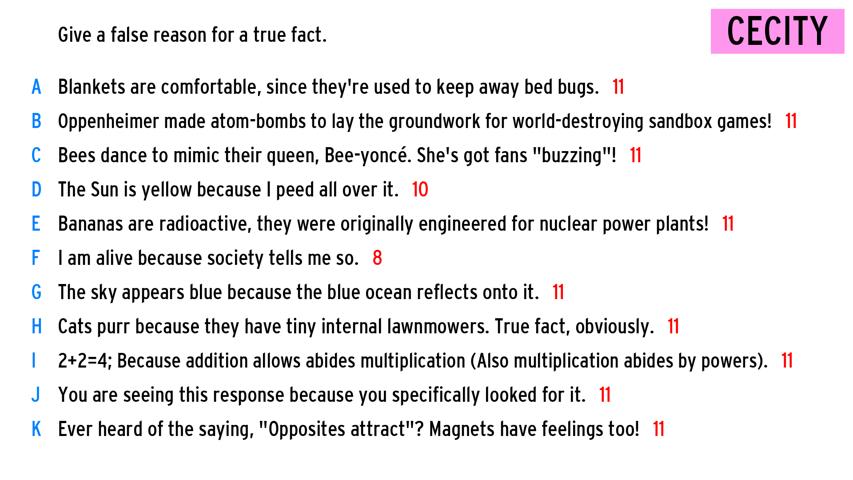 Give a false reason for a true fact.
CECITY
A Blankets are comfortable, since they're used to keep away bed bugs. 11
B Oppenheimer made atom-bombs to lay the groundwork for world-destroying sandbox games! 11
C Bees dance to mimic their queen, Bee-yoncé. She's got fans "buzzing"! 11
D The Sun is yellow because I peed all over it. 10
E Bananas are radioactive, they were originally engineered for nuclear power plants! 11
F I am alive because society tells me so. 8
G The sky appears blue because the blue ocean reflects onto it. 11
H Cats purr because they have tiny internal lawnmowers. True fact, obviously. 11
I 2+2=4; Because addition allows abides multiplication (Also multiplication abides by powers). 11
J You are seeing this response because you specifically looked for it. 11
K Ever heard of the saying, "Opposites attract"? Magnets have feelings too! 11